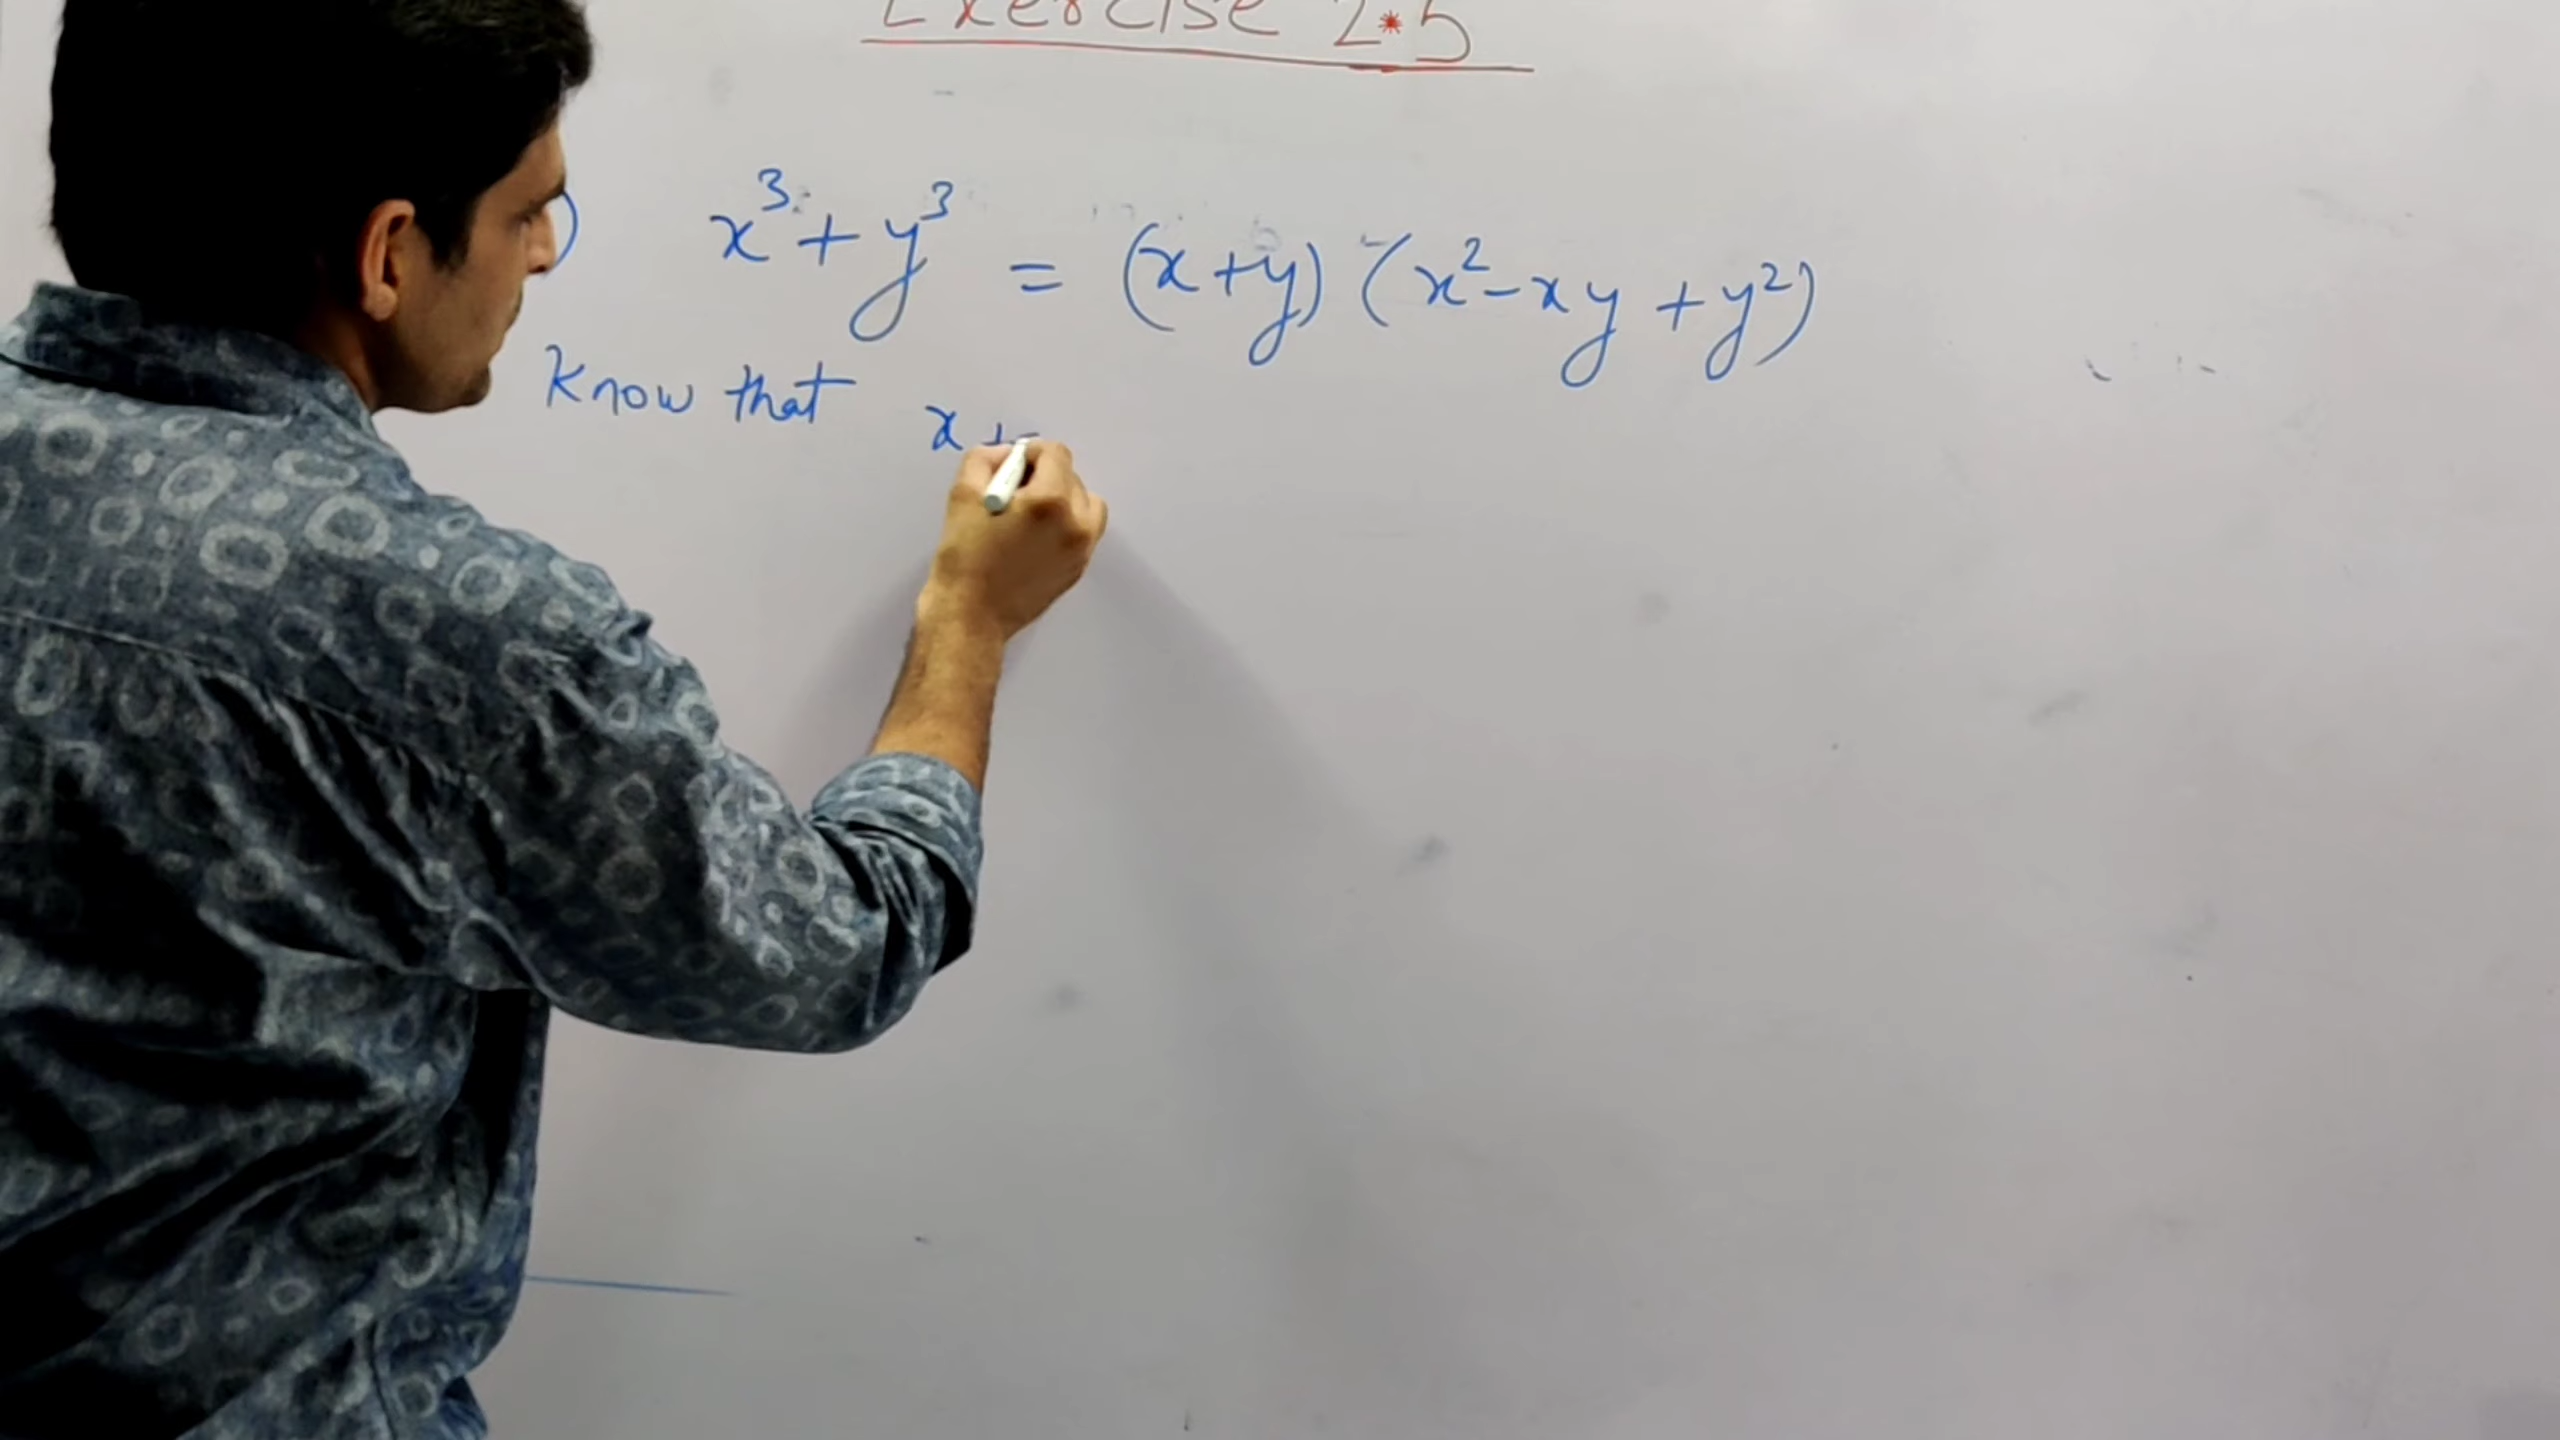 Exercise 2.5
) x³ + y³ = (x+y) (x² - xy + y²)
Know that x +